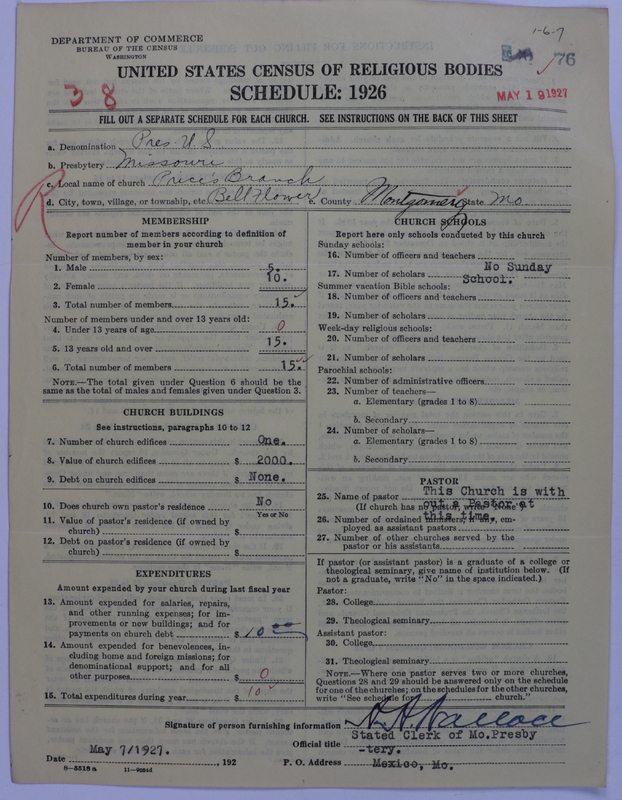 1-6-7
DEPARTMENT OF COMMERCE
BUREAU OF THE CENSUS
WASHINGTON
76
UNITED STATES CENSUS OF RELIGIOUS BODIES
SCHEDULE: 1926
3 8
MAY 19 1927
FILL OUT A SEPARATE SCHEDULE FOR EACH CHURCH. SEE INSTRUCTIONS ON THE BACK OF THIS SHEET
a. Denomination Pres. U S
b. Presbytery Missouri
c. Local name of church Price's Branch
d. City, town, village, or township, etc. Bell Flower e. County Montgomery State Mo
R
MEMBERSHIP
Report number of members according to definition of
member in your church
Number of members, by sex:
1. Male 5.
2. Female 10.
3. Total number of members 15.
Number of members under and over 13 years old:
4. Under 13 years of age 0
5. 13 years old and over 15.
6. Total number of members 15.
NOTE.—The total given under Question 6 should be the
same as the total of males and females given under Question 3.
CHURCH BUILDINGS
See instructions, paragraphs 10 to 12
7. Number of church edifices One.
8. Value of church edifices $ 2000.
9. Debt on church edifices $ None.
10. Does church own pastor's residence No
Yes or No
11. Value of pastor's residence (if owned by
church) $
12. Debt on pastor's residence (if owned by
church) $
EXPENDITURES
Amount expended by your church during last fiscal year
13. Amount expended for salaries, repairs,
and other running expenses; for im-
provements or new buildings; and for
payments on church debt $ 10 00
14. Amount expended for benevolences, in-
cluding home and foreign missions; for
denominational support; and for all
other purposes $ 0
15. Total expenditures during year $ 10
CHURCH SCHOOLS
Report here only schools conducted by this church
Sunday schools:
16. Number of officers and teachers
17. Number of scholars No Sunday
School.
Summer vacation Bible schools:
18. Number of officers and teachers
19. Number of scholars
Week-day religious schools:
20. Number of officers and teachers
21. Number of scholars
Parochial schools:
22. Number of administrative officers
23. Number of teachers—
a. Elementary (grades 1 to 8)
b. Secondary
24. Number of scholars—
a. Elementary (grades 1 to 8)
b. Secondary
PASTOR
25. Name of pastor This Church is with
(If church has no pastor, write "None") out a Pastor at
26. Number of ordained ministers, if any, em- this time.
ployed as assistant pastors
27. Number of other churches served by the
pastor or his assistants
If pastor (or assistant pastor) is a graduate of a college or
theological seminary, give name of institution below. (If
not a graduate, write "No" in the space indicated.)
Pastor:
28. College
29. Theological seminary
Assistant pastor:
30. College
31. Theological seminary
NOTE.—Where one pastor serves two or more churches,
Questions 28 and 29 should be answered only on the schedule
for one of the churches; on the schedules for the other churches,
write "See schedule for church."
Signature of person furnishing information Wallace
Official title Stated Clerk of Mo.Presby
-tery.
Date May 7/1927. , 192 P. O. Address Mexico, Mo.
8-5518a